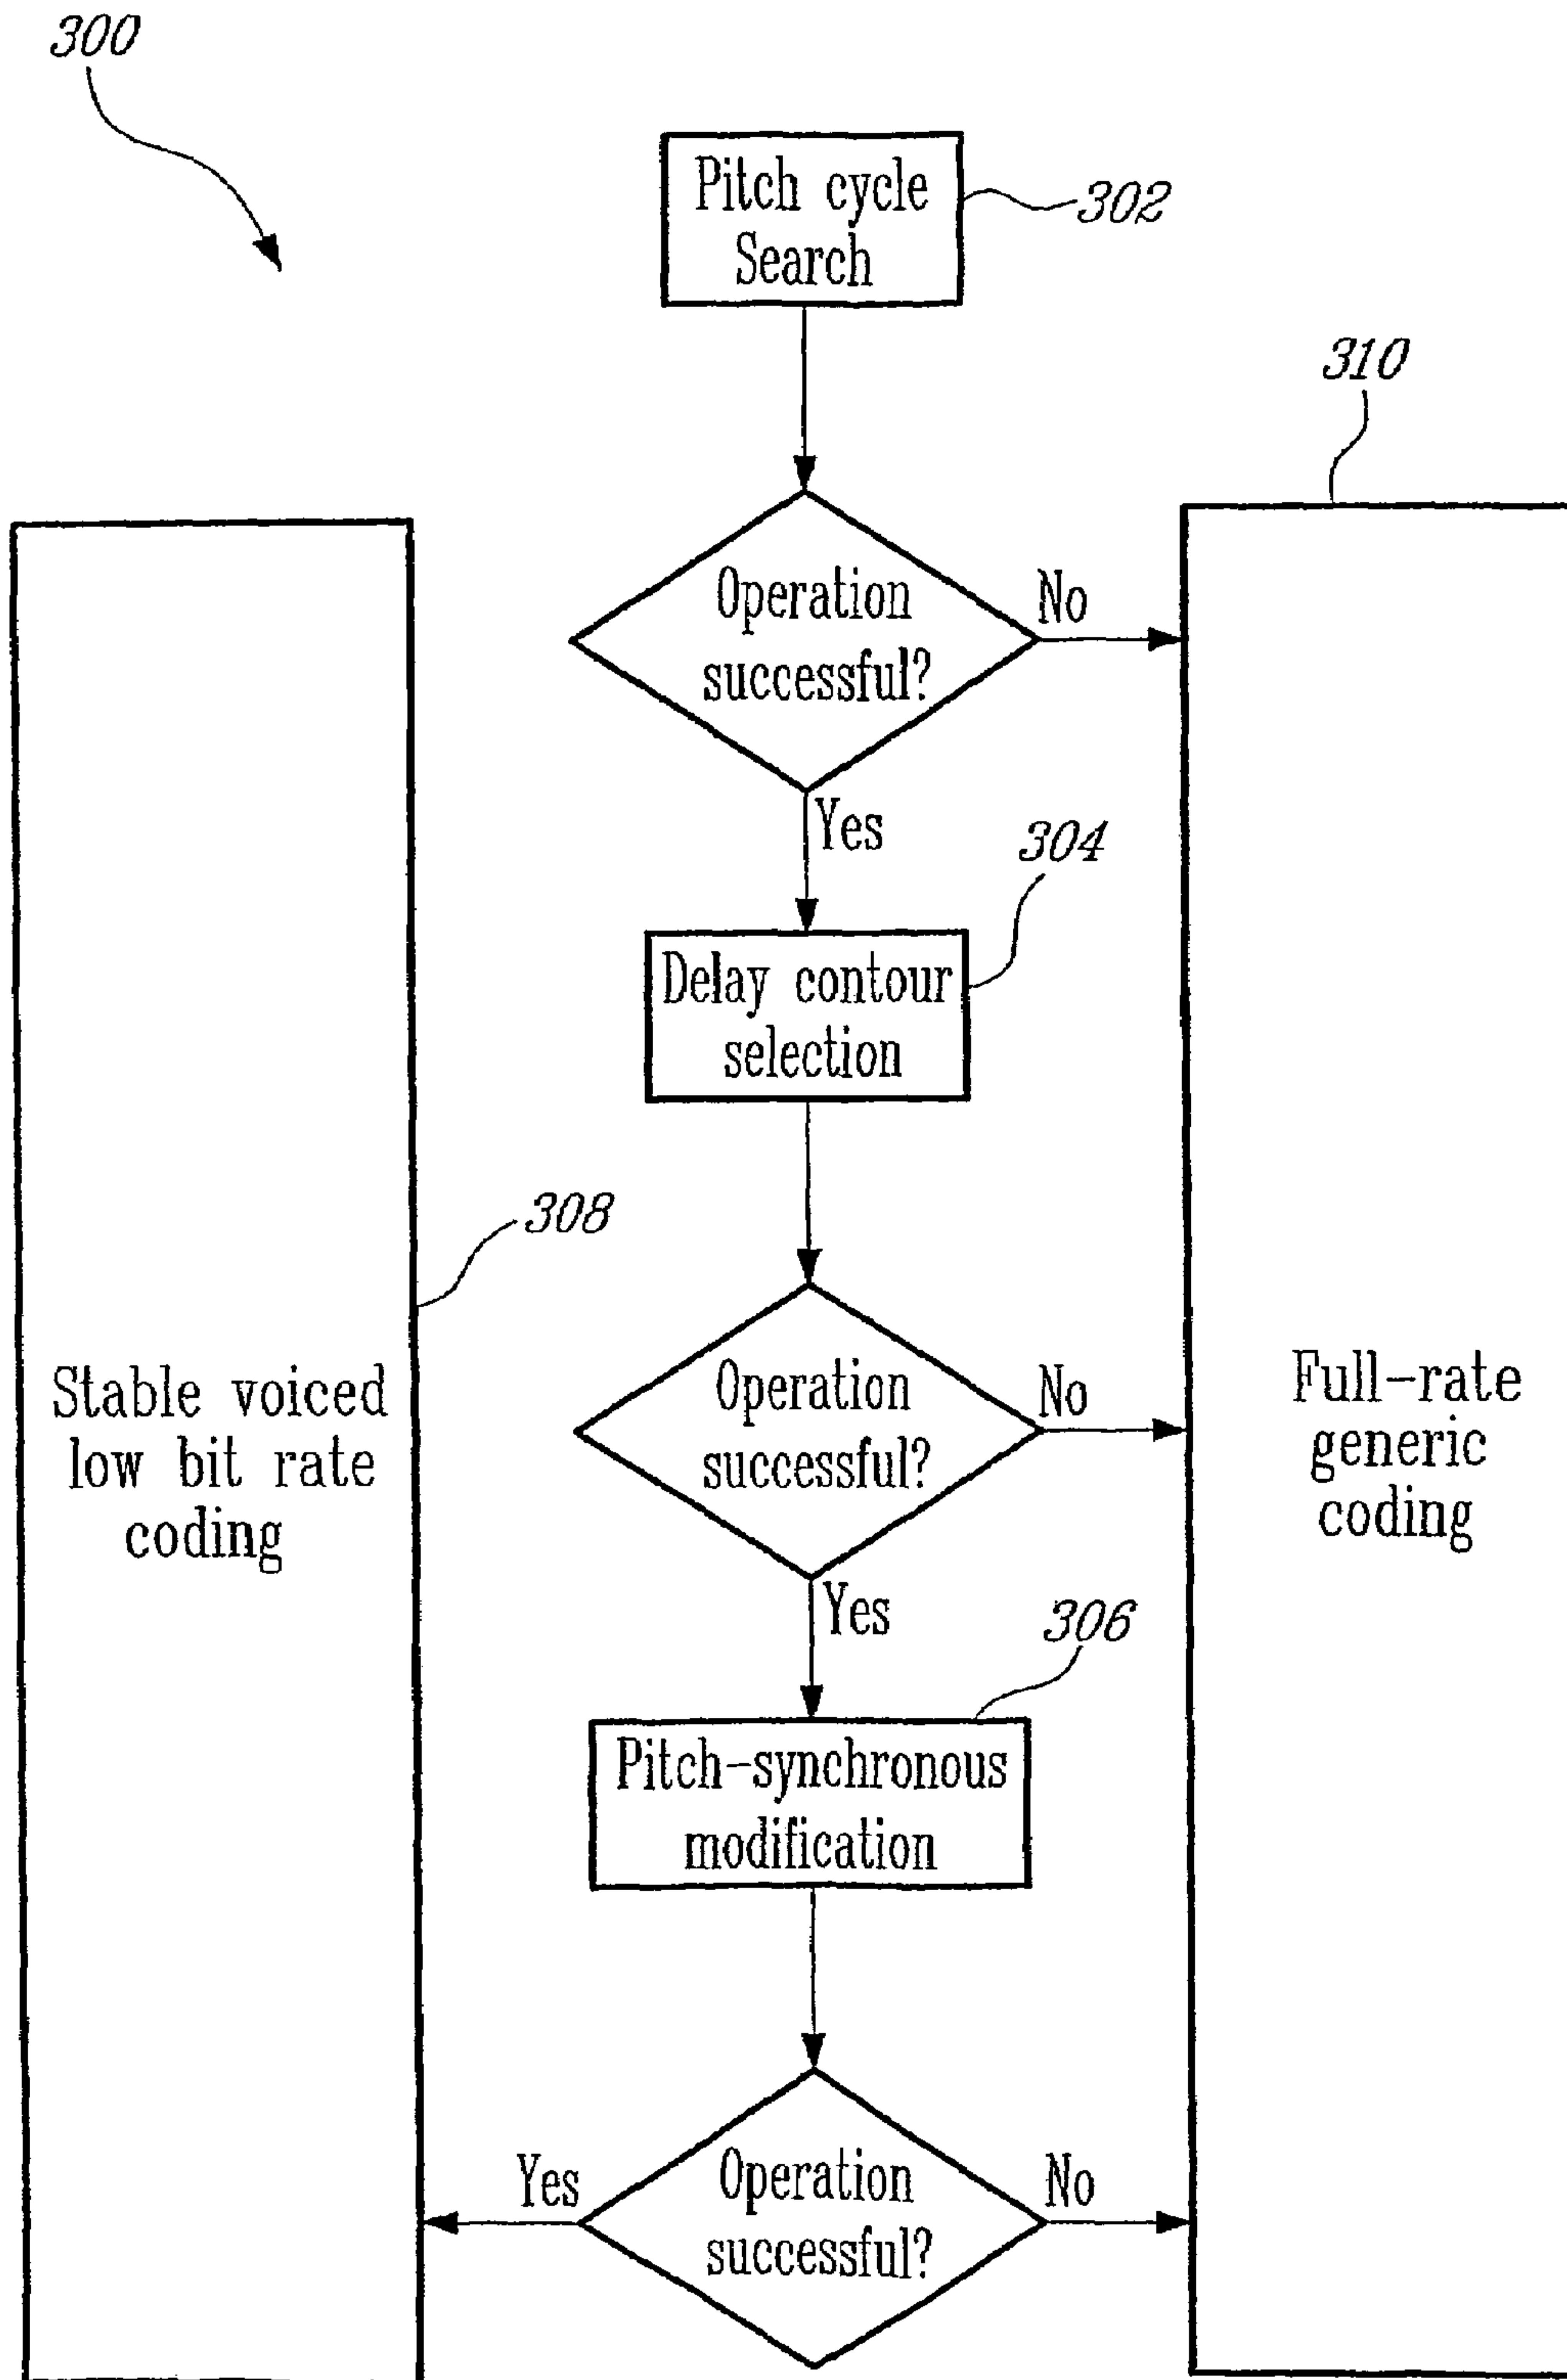 300
Pitch cycle
Search
302
310
Operation
successful?
No
Yes
304
Delay contour
selection
308
Stable voiced
low bit rate
coding
Operation
successful?
No
Full-rate
generic
coding
Yes
306
Pitch-synchronous
modification
Yes
Operation
successful?
No